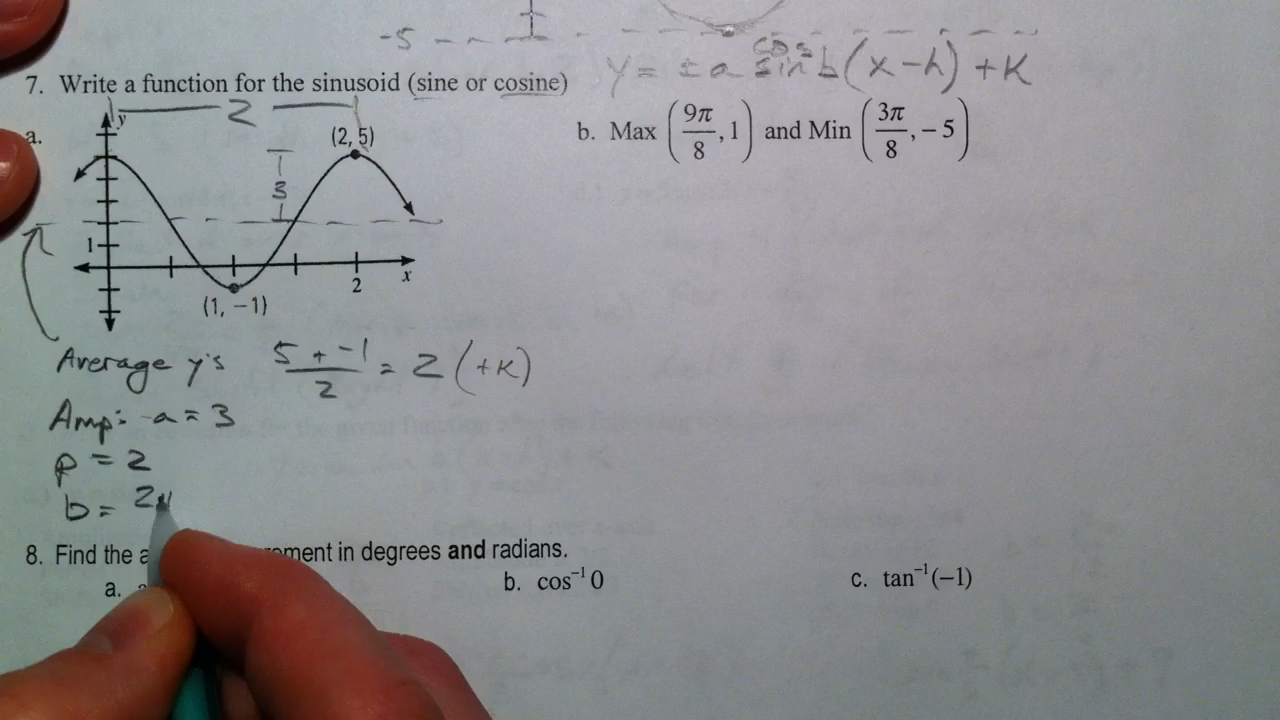 -5
y = ± a sin b(x-h) + K
cos
7. Write a function for the sinusoid (sine or cosine)
2
a.
y
(2, 5)
b. Max (9π/8, 1) and Min (3π/8, -5)
3
1
2
x
(1, -1)
Average y's 5 + -1 / 2 = 2 (+K)
Amp: a = 3
P = 2
b = 2
8. Find the a in degrees and radians.
a.
b. cos⁻¹ 0
c. tan⁻¹(-1)